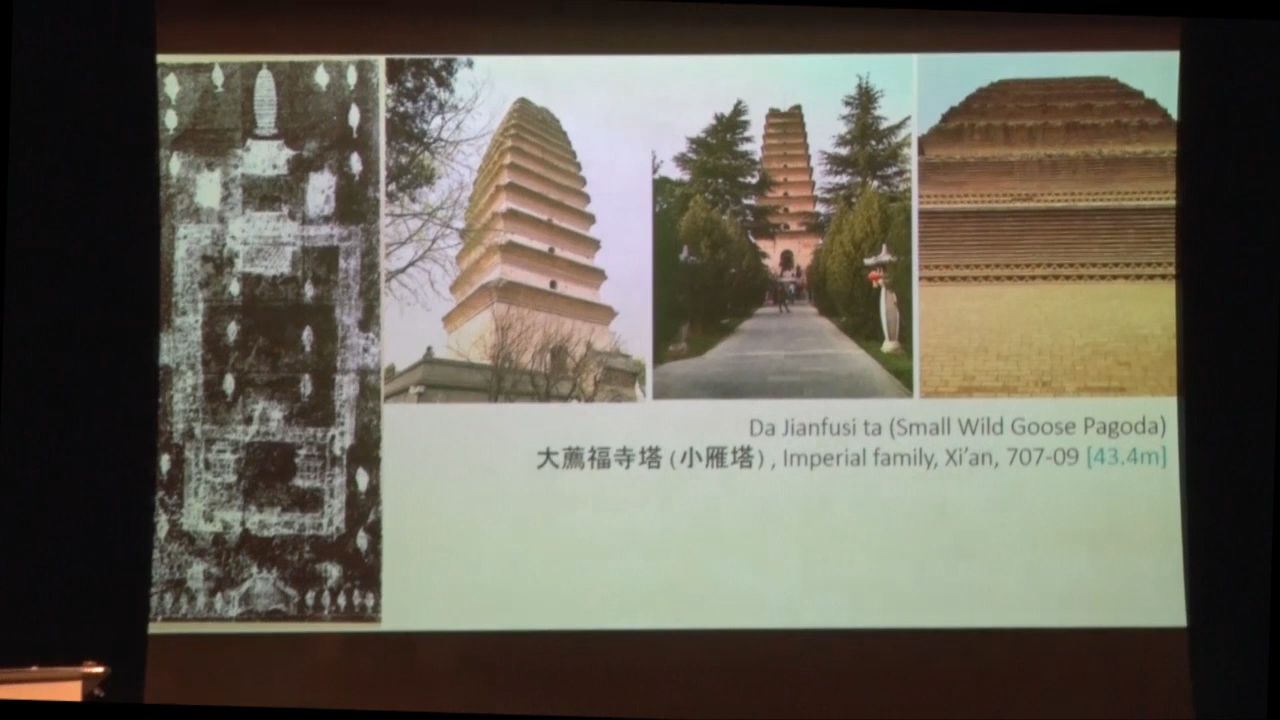 Da Jianfusi ta (Small Wild Goose Pagoda)
大薦福寺塔 (小雁塔) , Imperial family, Xi’an, 707-09 [43.4m]